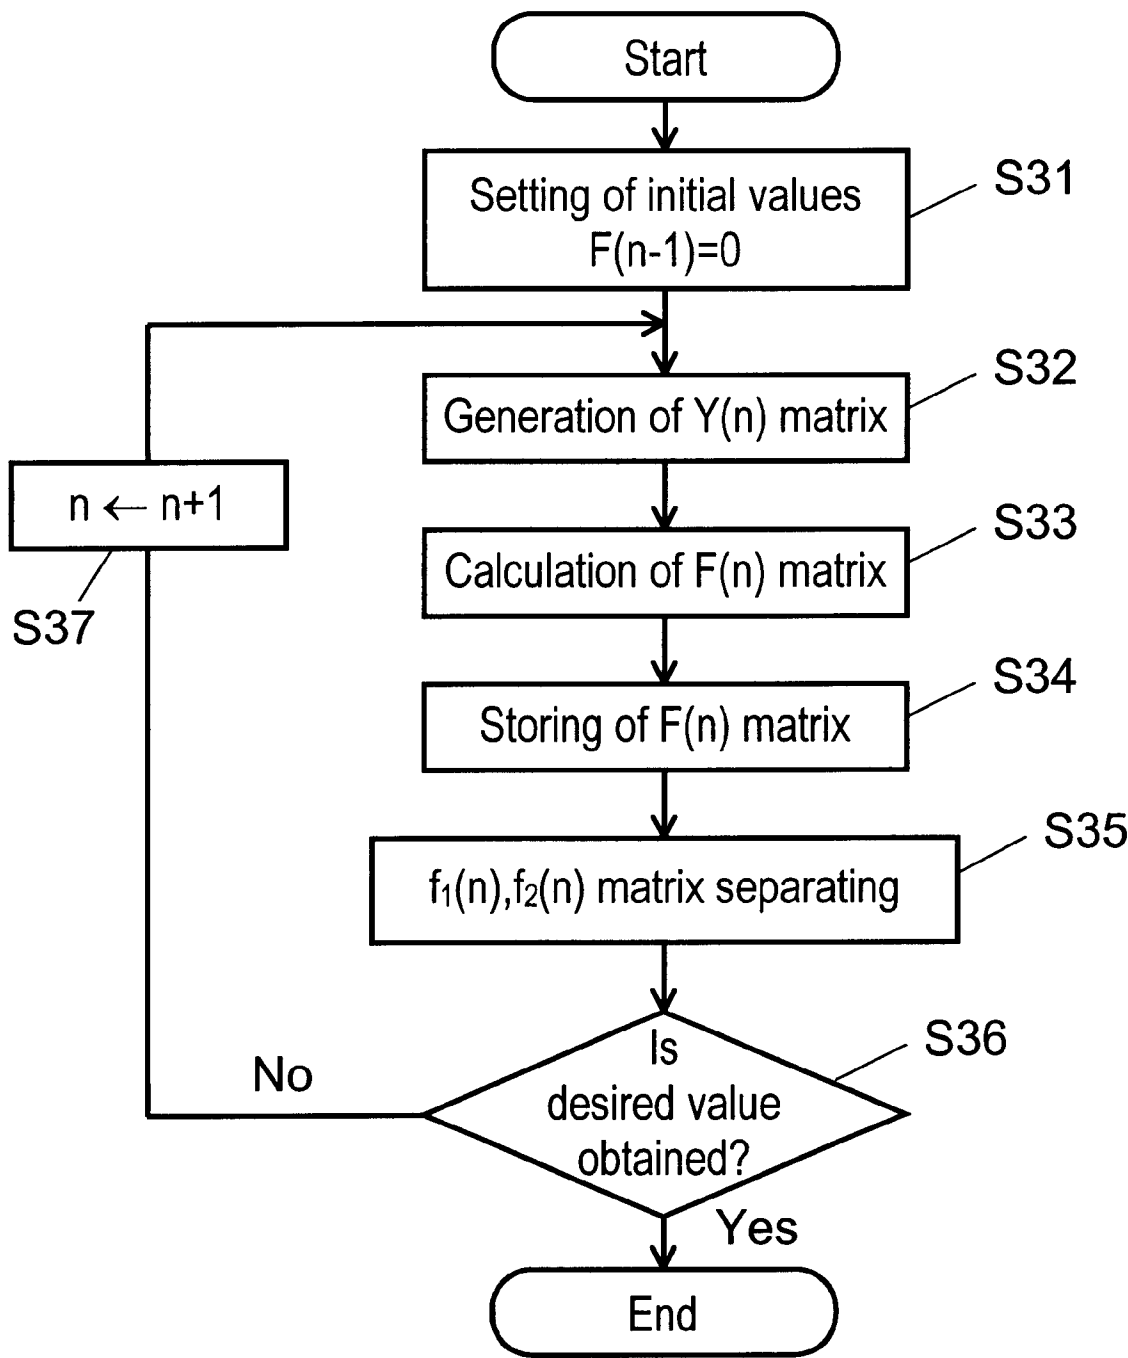 Start
Setting of initial values
F(n-1)=0
S31
Generation of Y(n) matrix
S32
n ← n+1
S37
Calculation of F(n) matrix
S33
Storing of F(n) matrix
S34
f₁(n),f₂(n) matrix separating
S35
Is
desired value
obtained?
S36
No
Yes
End